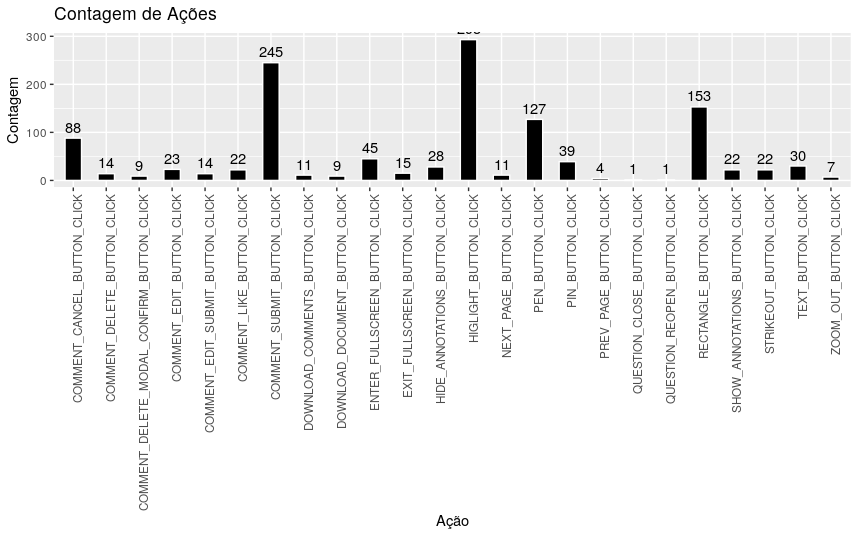 Contagem de Ações
Contagem
300
200
100
0
88
14
9
23
14
22
245
11
9
45
15
28
11
127
39
4
1
1
153
22
22
30
7
COMMENT_CANCEL_BUTTON_CLICK
COMMENT_DELETE_BUTTON_CLICK
COMMENT_DELETE_MODAL_CONFIRM_BUTTON_CLICK
COMMENT_EDIT_BUTTON_CLICK
COMMENT_EDIT_SUBMIT_BUTTON_CLICK
COMMENT_LIKE_BUTTON_CLICK
COMMENT_SUBMIT_BUTTON_CLICK
DOWNLOAD_COMMENTS_BUTTON_CLICK
DOWNLOAD_DOCUMENT_BUTTON_CLICK
ENTER_FULLSCREEN_BUTTON_CLICK
EXIT_FULLSCREEN_BUTTON_CLICK
HIDE_ANNOTATIONS_BUTTON_CLICK
HIGLIGHT_BUTTON_CLICK
NEXT_PAGE_BUTTON_CLICK
PEN_BUTTON_CLICK
PIN_BUTTON_CLICK
PREV_PAGE_BUTTON_CLICK
QUESTION_CLOSE_BUTTON_CLICK
QUESTION_REOPEN_BUTTON_CLICK
RECTANGLE_BUTTON_CLICK
SHOW_ANNOTATIONS_BUTTON_CLICK
STRIKEOUT_BUTTON_CLICK
TEXT_BUTTON_CLICK
ZOOM_OUT_BUTTON_CLICK
Ação